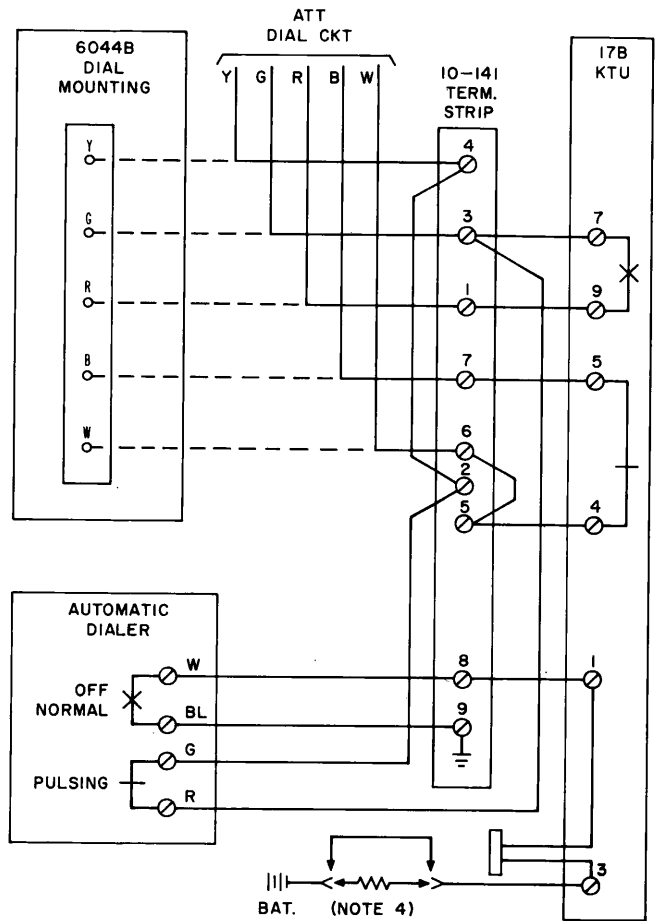 ATT
DIAL CKT
6044B
DIAL
MOUNTING
Y G R B W
10-141
TERM.
STRIP
17B
KTU
Y
4
G
3
7
R
1
9
B
7
5
W
6
2
5
4
AUTOMATIC
DIALER
OFF
NORMAL
W
8
1
BL
9
G
PULSING
R
3
BAT. (NOTE 4)